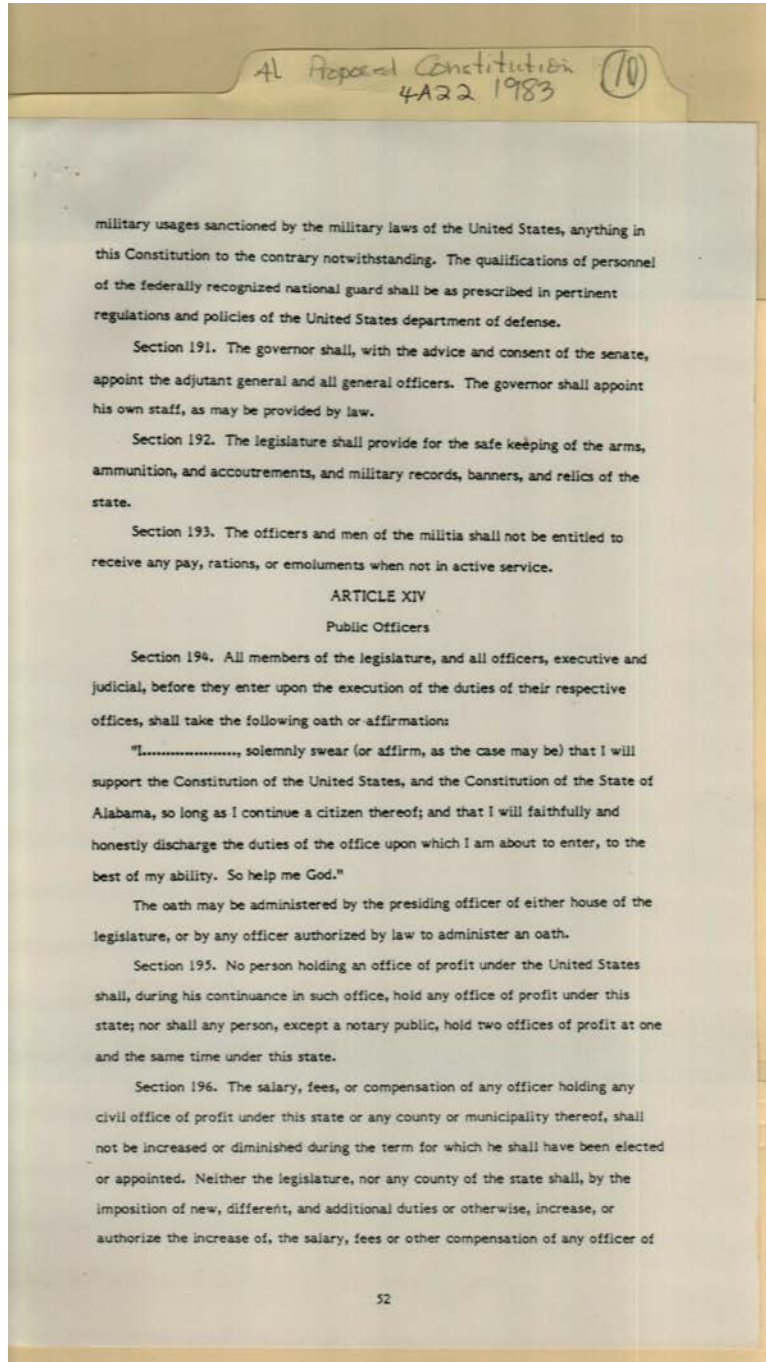 AL Proposed Constitution (10)
4A22 1983
military usages sanctioned by the military laws of the United States, anything in
this Constitution to the contrary notwithstanding. The qualifications of personnel
of the federally recognized national guard shall be as prescribed in pertinent
regulations and policies of the United States department of defense.
Section 191. The governor shall, with the advice and consent of the senate,
appoint the adjutant general and all general officers. The governor shall appoint
his own staff, as may be provided by law.
Section 192. The legislature shall provide for the safe keeping of the arms,
ammunition, and accoutrements, and military records, banners, and relics of the
state.
Section 193. The officers and men of the militia shall not be entitled to
receive any pay, rations, or emoluments when not in active service.
ARTICLE XIV
Public Officers
Section 194. All members of the legislature, and all officers, executive and
judicial, before they enter upon the execution of the duties of their respective
offices, shall take the following oath or affirmation:
"I...................., solemnly swear (or affirm, as the case may be) that I will
support the Constitution of the United States, and the Constitution of the State of
Alabama, so long as I continue a citizen thereof; and that I will faithfully and
honestly discharge the duties of the office upon which I am about to enter, to the
best of my ability. So help me God."
The oath may be administered by the presiding officer of either house of the
legislature, or by any officer authorized by law to administer an oath.
Section 195. No person holding an office of profit under the United States
shall, during his continuance in such office, hold any office of profit under this
state; nor shall any person, except a notary public, hold two offices of profit at one
and the same time under this state.
Section 196. The salary, fees, or compensation of any officer holding any
civil office of profit under this state or any county or municipality thereof, shall
not be increased or diminished during the term for which he shall have been elected
or appointed. Neither the legislature, nor any county of the state shall, by the
imposition of new, different, and additional duties or otherwise, increase, or
authorize the increase of, the salary, fees or other compensation of any officer of
52